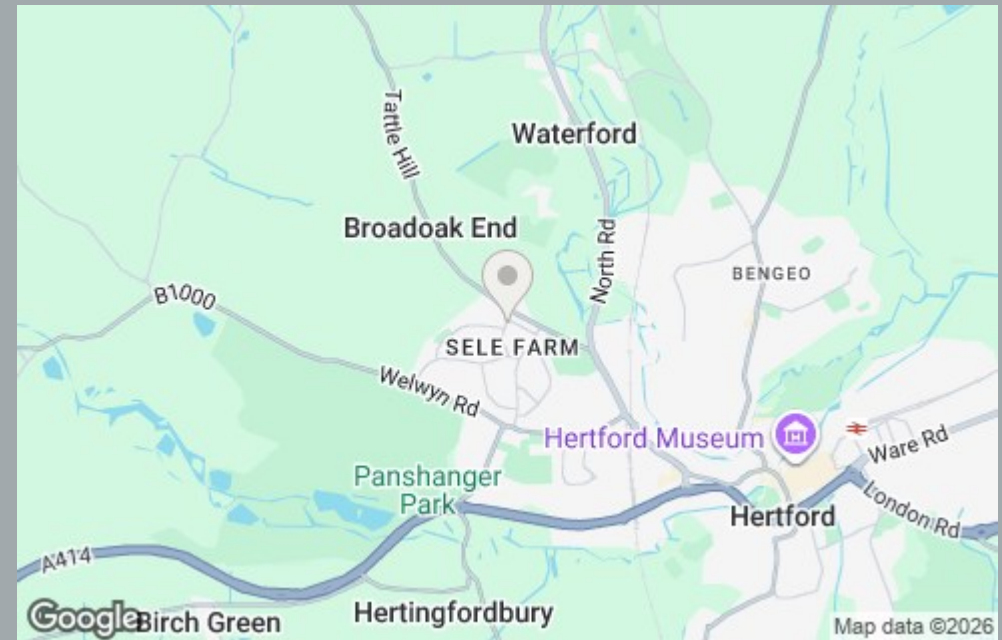 Tattle Hill
Waterford
Broadoak End
North Rd
BENGEO
B1000
SELE FARM
Welwyn Rd
Hertford Museum
Ware Rd
Panshanger
Park
London Rd
Hertford
A414
Hertingfordbury
Google
Birch Green
Map data ©2026